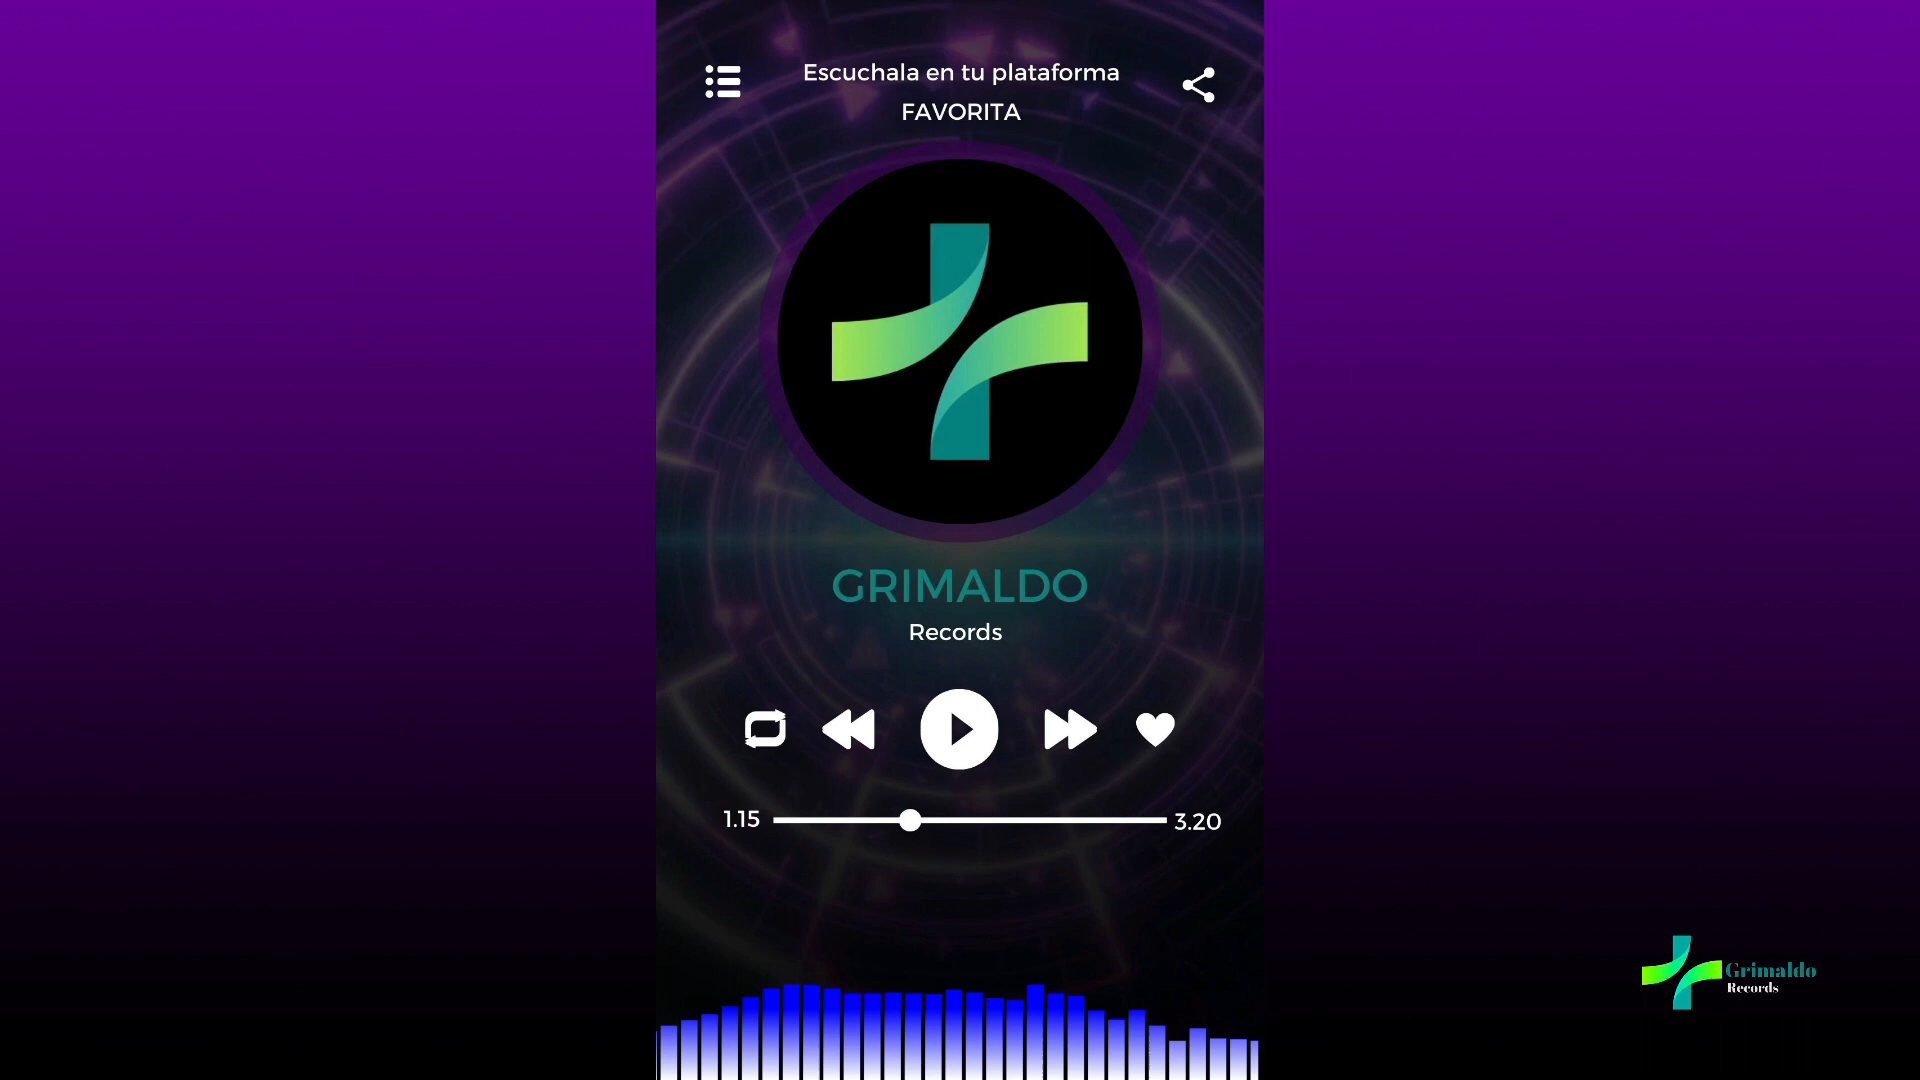 Escuchala en tu plataforma
FAVORITA
GRIMALDO
Records
1.15
3.20
Grimaldo
Records